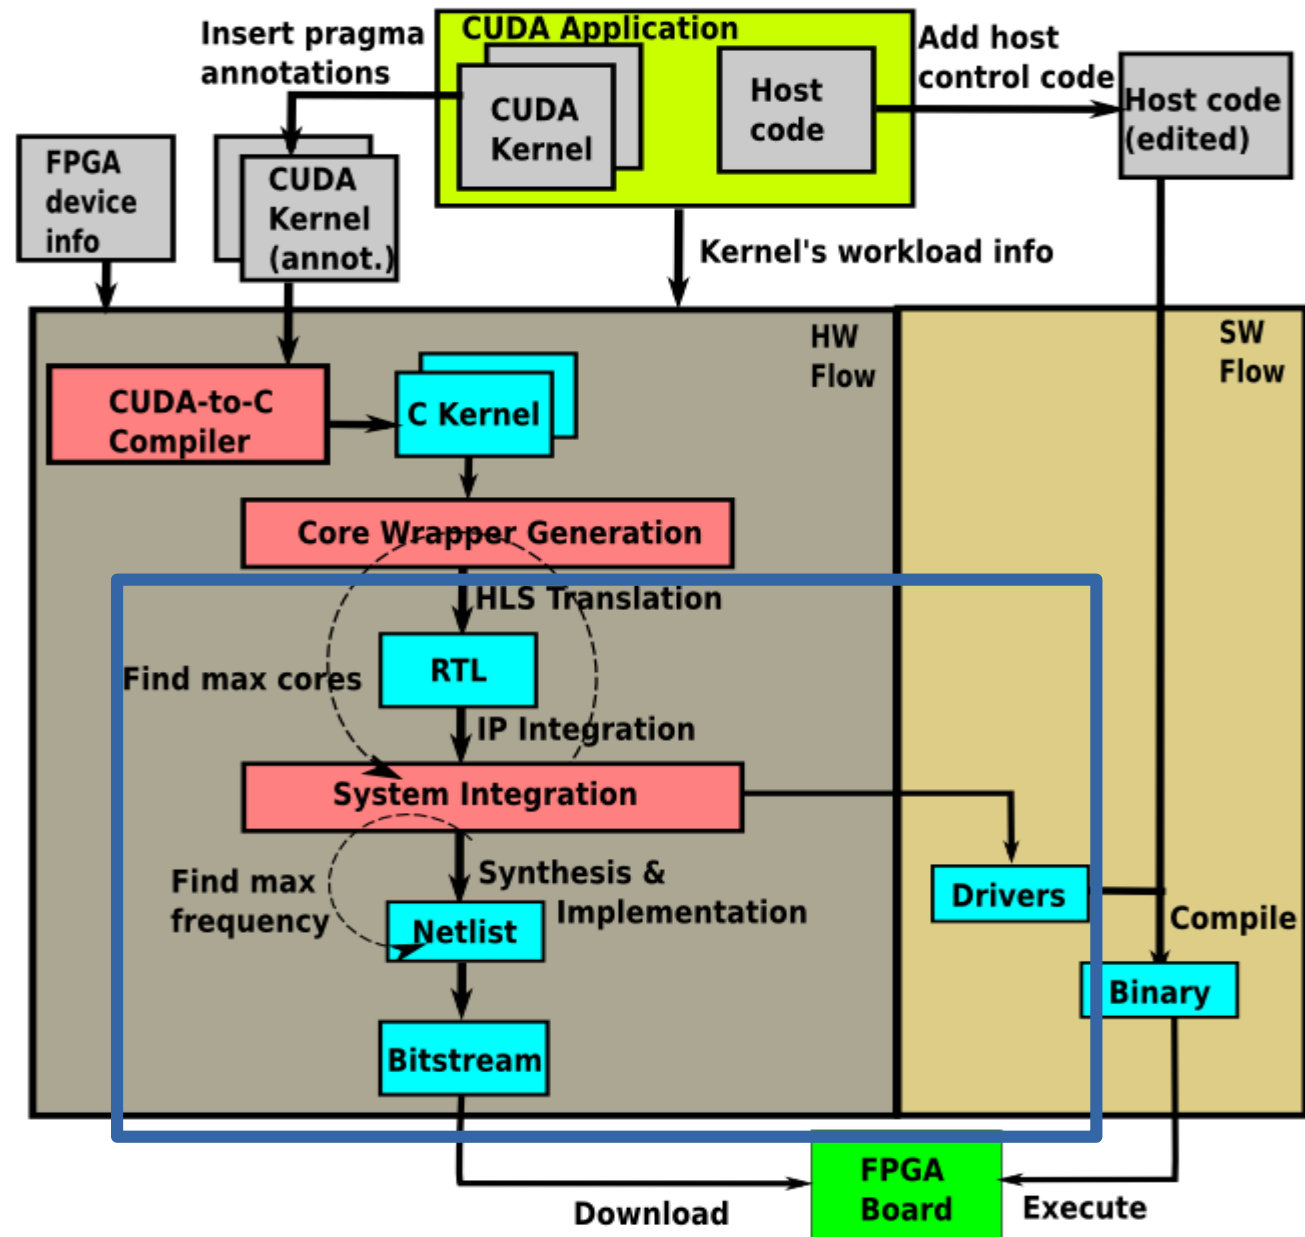 Insert pragma
annotations
CUDA Application
CUDA
Kernel
Host
code
Add host
control code
Host code
(edited)
FPGA
device
info
CUDA
Kernel
(annot.)
Kernel's workload info
HW
Flow
SW
Flow
CUDA-to-C
Compiler
C Kernel
Core Wrapper Generation
HLS Translation
Find max cores
RTL
IP Integration
System Integration
Find max
frequency
Synthesis &
Implementation
Netlist
Drivers
Compile
Binary
Bitstream
Download
FPGA
Board
Execute